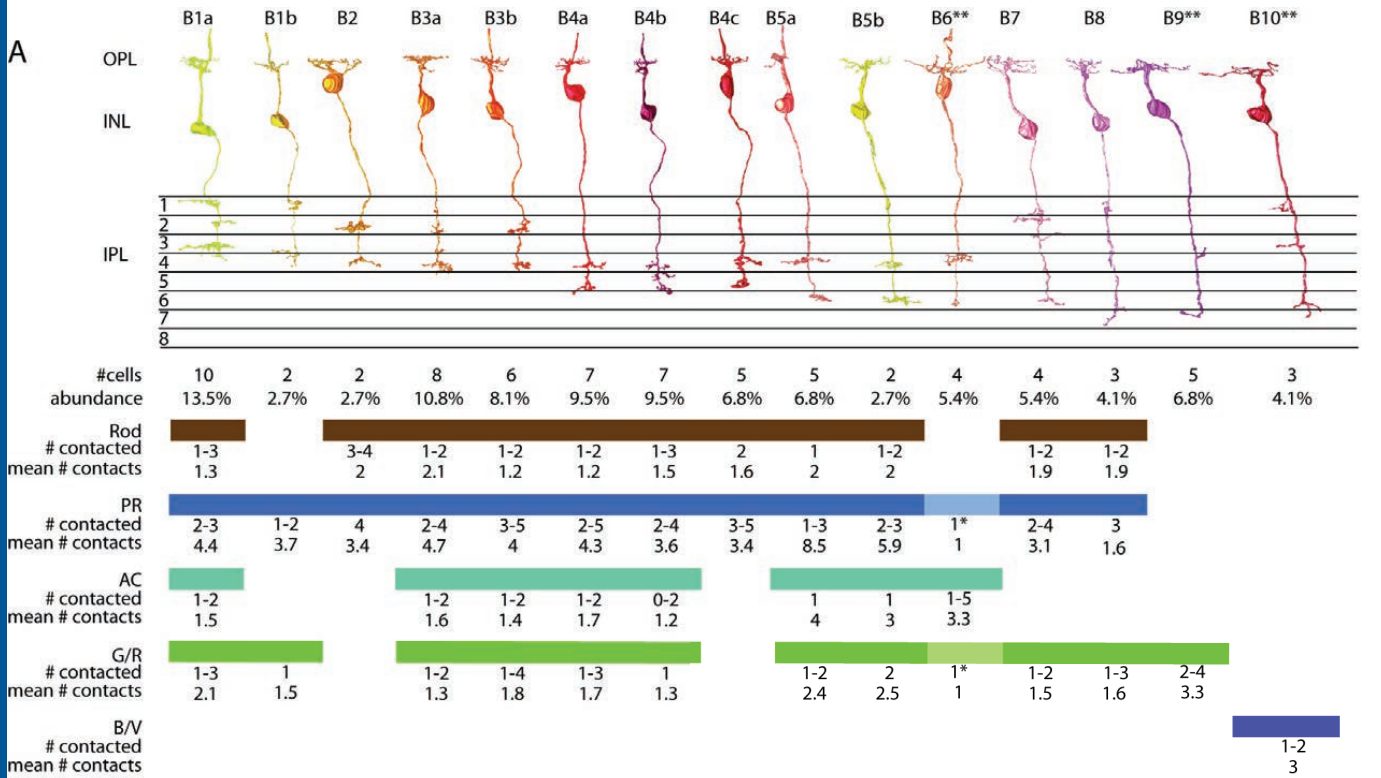 B1a B1b B2 B3a B3b B4a B4b B4c B5a B5b B6** B7 B8 B9** B10**
A
OPL
INL
IPL
1
2
3
4
5
6
7
8
#cells 10 2 2 8 6 7 7 5 5 2 4 4 3 5 3
abundance 13.5% 2.7% 2.7% 10.8% 8.1% 9.5% 9.5% 6.8% 6.8% 2.7% 5.4% 5.4% 4.1% 6.8% 4.1%
Rod
# contacted 1-3 3-4 1-2 1-2 1-2 1-3 2 1 1-2 1-2 1-2
mean # contacts 1.3 2 2.1 1.2 1.2 1.5 1.6 2 2 1.9 1.9
PR
# contacted 2-3 1-2 4 2-4 3-5 2-5 2-4 3-5 1-3 2-3 1* 2-4 3
mean # contacts 4.4 3.7 3.4 4.7 4 4.3 3.6 3.4 8.5 5.9 1 3.1 1.6
AC
# contacted 1-2 1-2 1-2 1-2 0-2 1 1 1-5
mean # contacts 1.5 1.6 1.4 1.7 1.2 4 3 3.3
G/R
# contacted 1-3 1 1-2 1-4 1-3 1 1-2 2 1* 1-2 1-3 2-4
mean # contacts 2.1 1.5 1.3 1.8 1.7 1.3 2.4 2.5 1 1.5 1.6 3.3
B/V
# contacted 1-2
mean # contacts 3